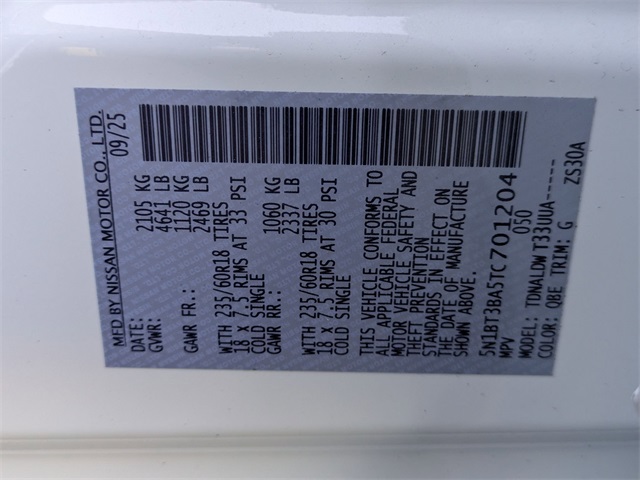 MFD BY NISSAN MOTOR CO., LTD.
DATE: 09/25
GVWR: 2105 KG
4641 LB
GAWR FR.: 1120 KG
2469 LB
WITH 235/60R18 TIRES
18 x 7.5 RIMS AT 33 PSI
COLD SINGLE
GAWR RR.: 1060 KG
2337 LB
WITH 235/60R18 TIRES
18 x 7.5 RIMS AT 30 PSI
COLD SINGLE
THIS VEHICLE CONFORMS TO
ALL APPLICABLE FEDERAL
MOTOR VEHICLE SAFETY AND
THEFT PREVENTION
STANDARDS IN EFFECT ON
THE DATE OF MANUFACTURE
SHOWN ABOVE.
5N1BT3BA5TC701204
MPV 050
MODEL: TDNALDW T33UUA-----
COLOR: QBE TRIM: G ZS30A